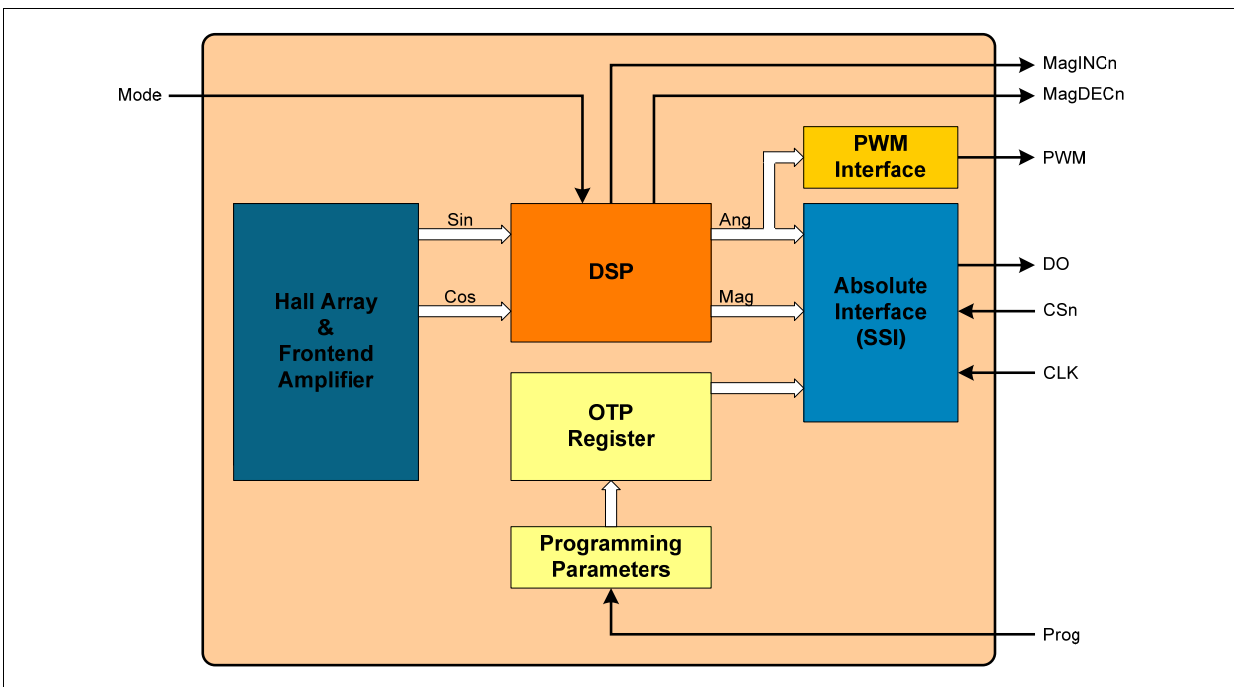 MagINCn
Mode
MagDECn
PWM
Interface
PWM
Sin
Ang
DSP
DO
Hall Array
&
Frontend
Amplifier
Cos
Mag
Absolute
Interface
(SSI)
CSn
CLK
OTP
Register
Programming
Parameters
Prog